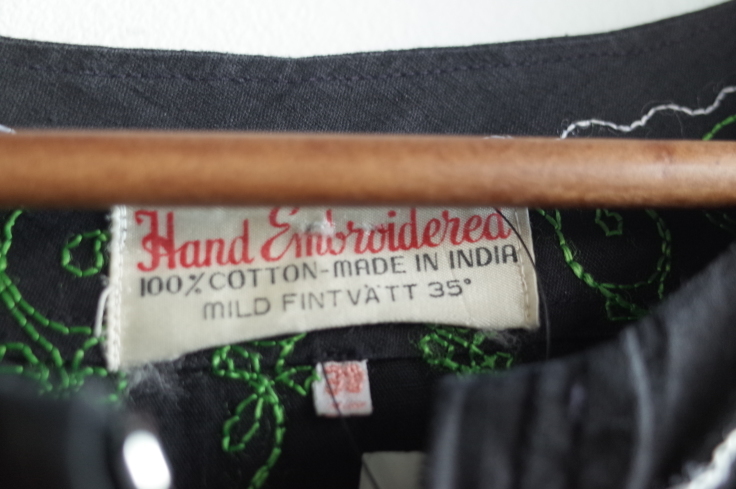 Hand Embroidered
100% COTTON-MADE IN INDIA
MILD FINTVÄTT 35°